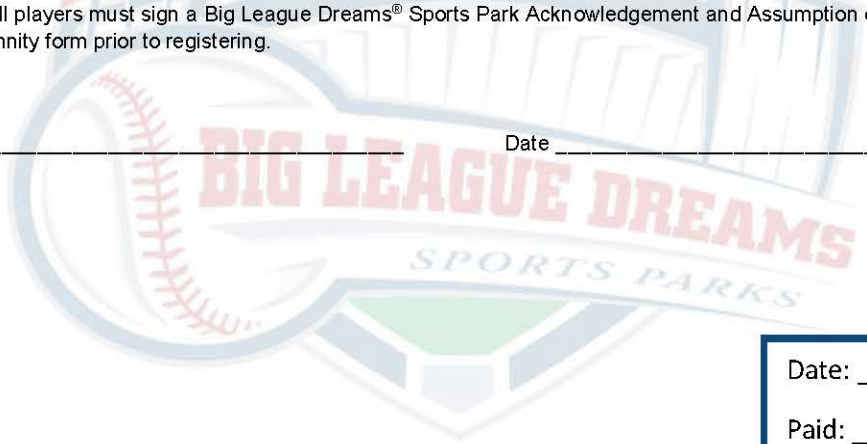 ll players must sign a Big League Dreams® Sports Park Acknowledgement and Assumption
nnity form prior to registering.
Date
BIG LEAGUE DREAMS
SPORTS PARKS
Date:
Paid: